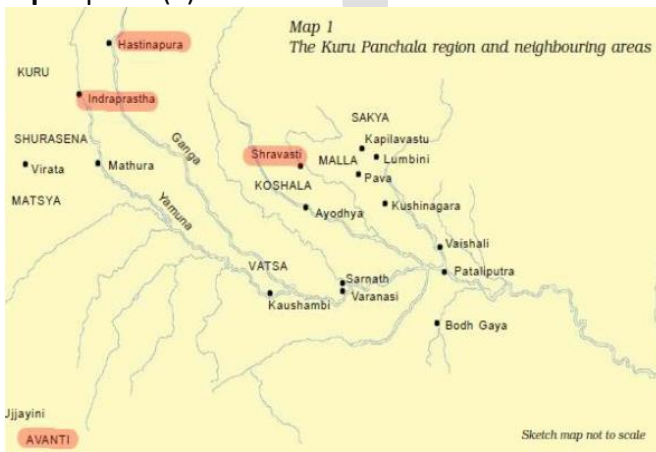 Map 1
The Kuru Panchala region and neighbouring areas
Hastinapura
KURU
Indraprastha
SAKYA
Kapilavastu
SHURASENA
Ganga
Shravasti
MALLA
Lumbini
Virata
Mathura
Pava
KOSHALA
MATSYA
Yamuna
Ayodhya
Kushinagara
Vaishali
VATSA
Pataliputra
Sarnath
Kaushambi
Varanasi
Bodh Gaya
Ujjayini
AVANTI
Sketch map not to scale